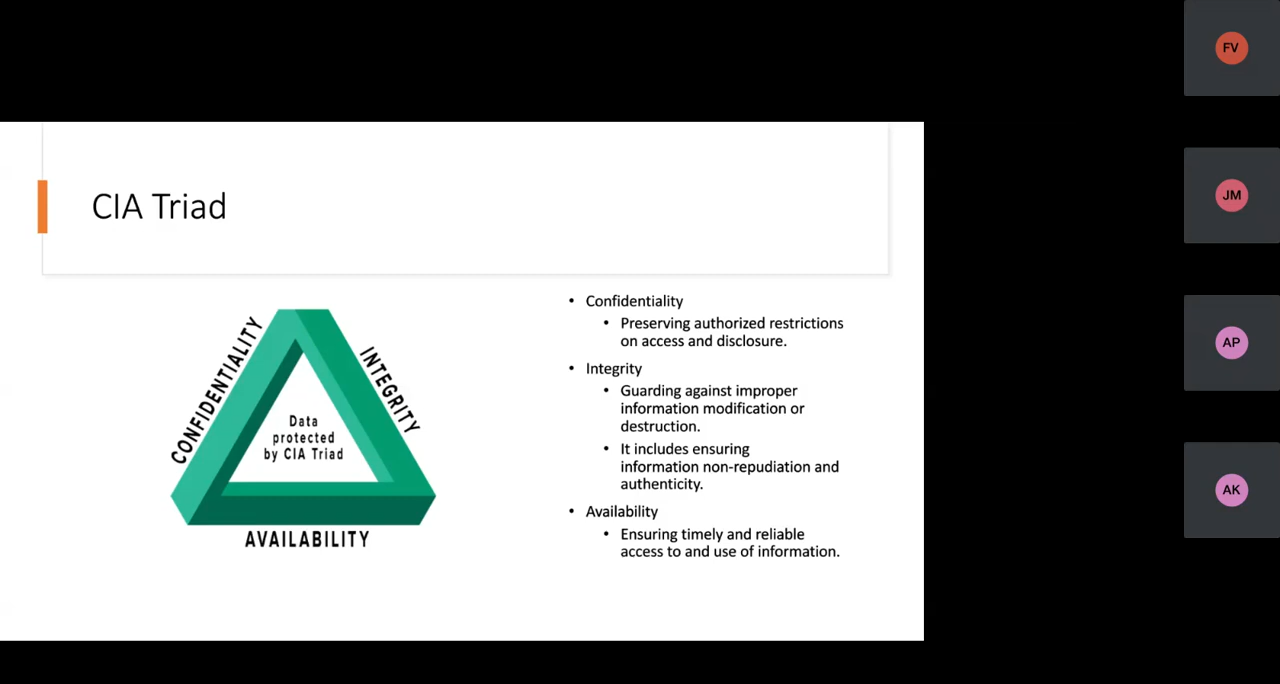 CIA Triad
CONFIDENTIALITY
INTEGRITY
Data
protected
by CIA Triad
AVAILABILITY
• Confidentiality
• Preserving authorized restrictions
on access and disclosure.
• Integrity
• Guarding against improper
information modification or
destruction.
• It includes ensuring
information non-repudiation and
authenticity.
• Availability
• Ensuring timely and reliable
access to and use of information.
FV
JM
AP
AK